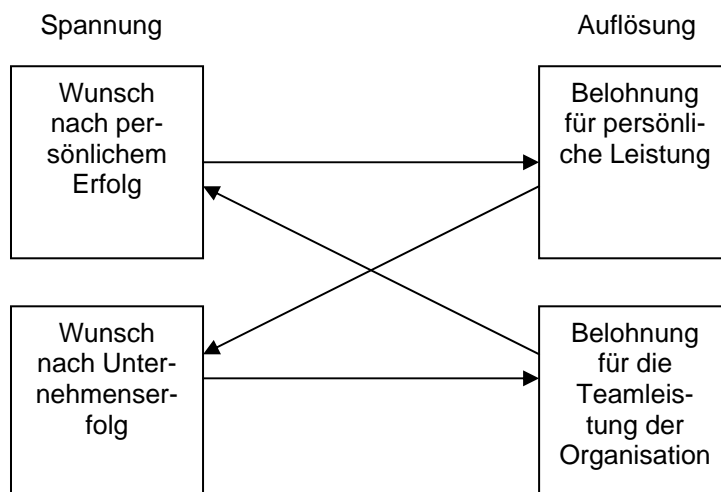 Spannung
Auflösung
Wunsch
nach per-
sönlichem
Erfolg
Belohnung
für persönli-
che Leistung
Wunsch
nach Unter-
nehmenser-
folg
Belohnung
für die
Teamleis-
tung der
Organisation